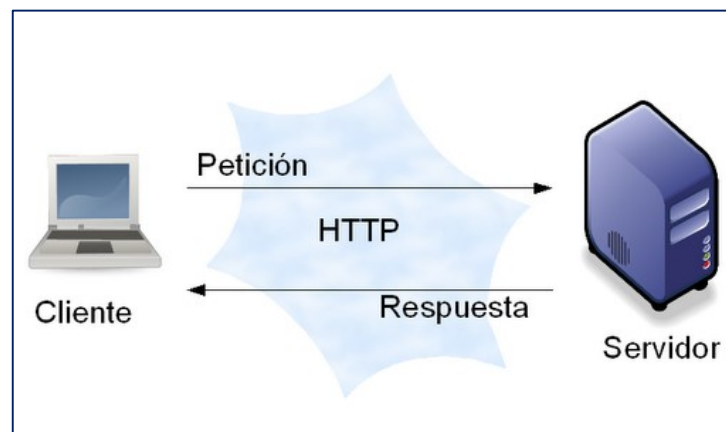 Petición
HTTP
Respuesta
Cliente
Servidor